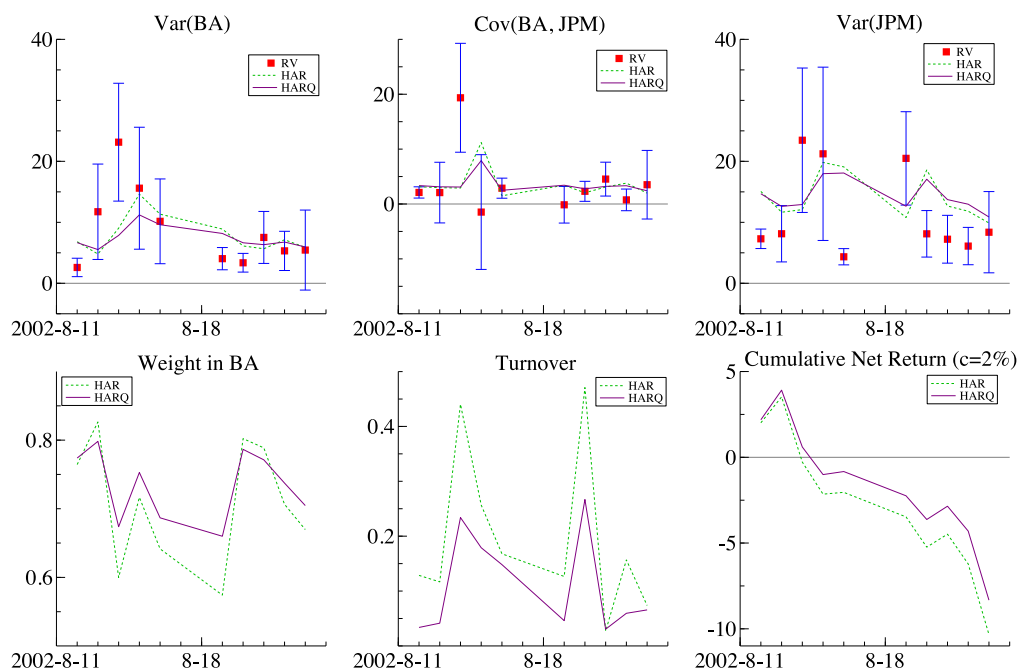 Var(BA)
40
20
0
RV
HAR
HARQ
2002-8-11 8-18
Cov(BA, JPM)
20
0
RV
HAR
HARQ
2002-8-11 8-18
Var(JPM)
40
20
0
RV
HAR
HARQ
2002-8-11 8-18
Weight in BA
HAR
HARQ
0.8
0.6
2002-8-11 8-18
Turnover
HAR
HARQ
0.4
0.2
2002-8-11 8-18
Cumulative Net Return (c=2%)
HAR
HARQ
5
0
-5
-10
2002-8-11 8-18